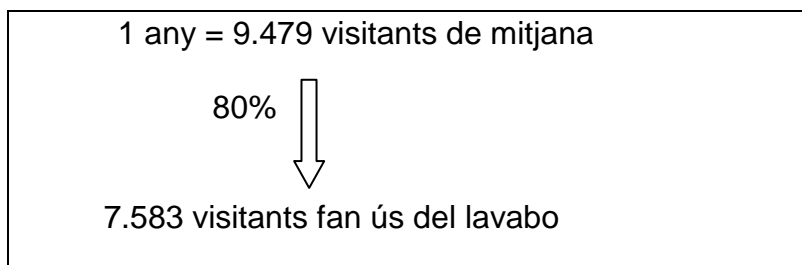 1 any = 9.479 visitants de mitjana
80%
7.583 visitants fan ús del lavabo